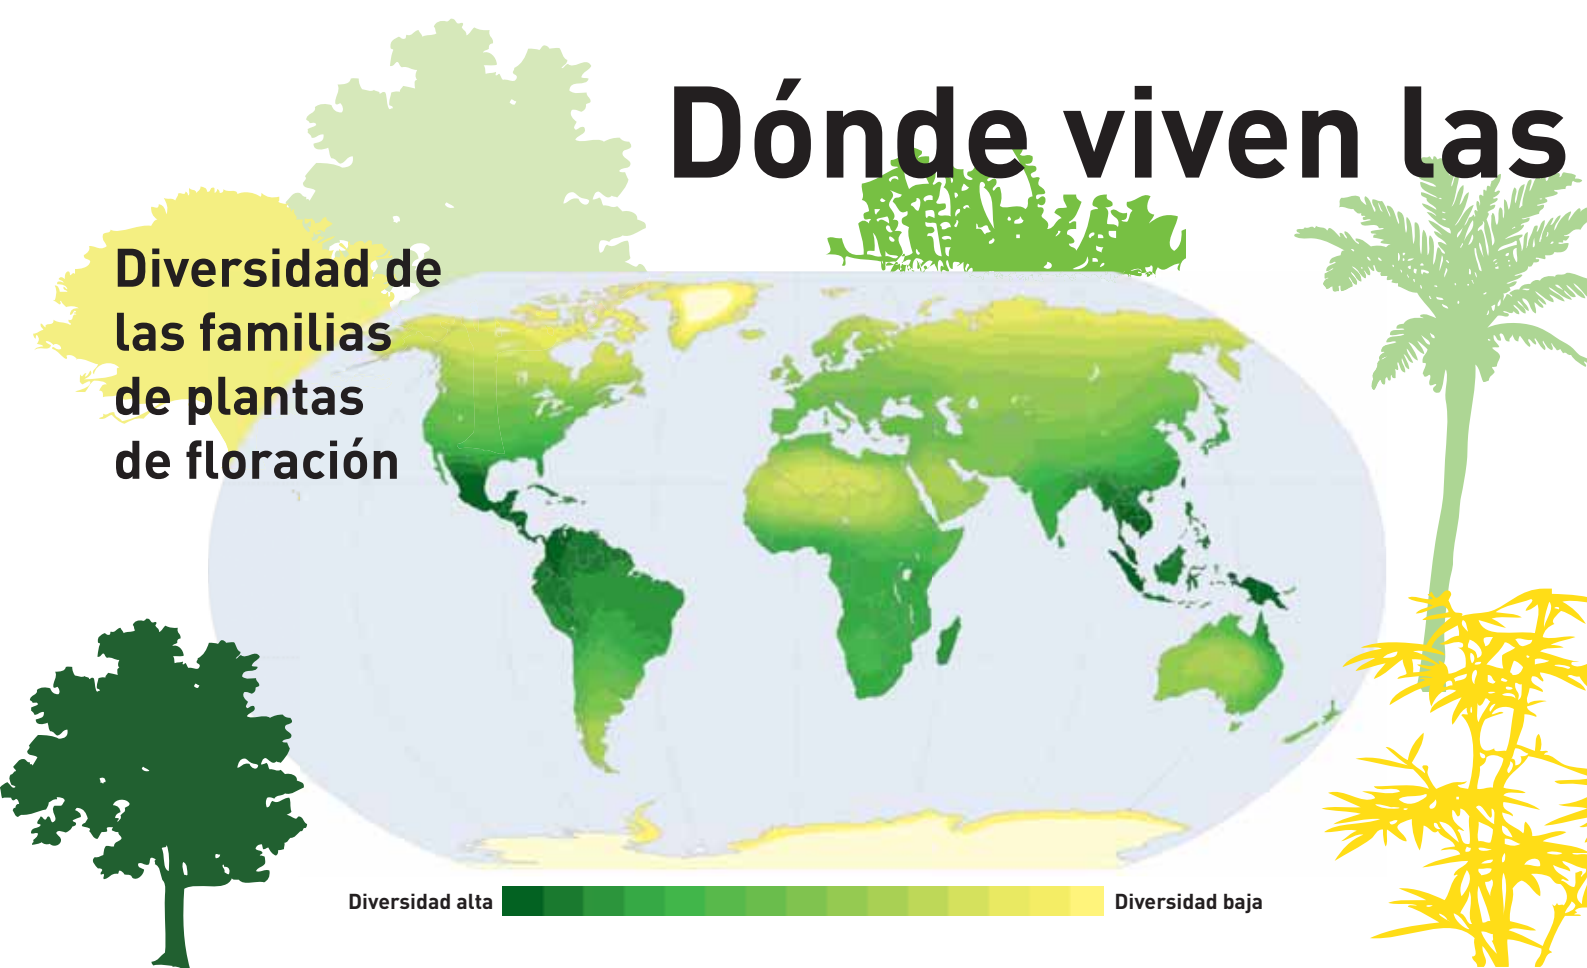 Dónde viven las
Diversidad de
las familias
de plantas
de floración
Diversidad alta
Diversidad baja